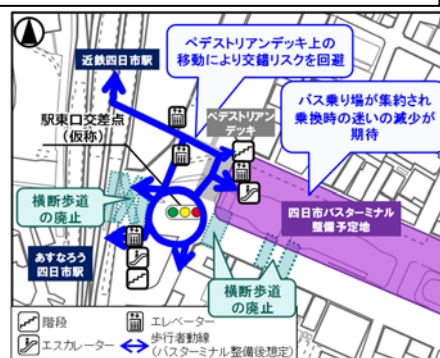 近鉄四日市駅
ペデストリアンデッキ上の
移動により交錯リスクを回避
駅東口交差点
(仮称)
ペデストリアン
デッキ
バス乗り場が集約され
乗換時の迷いの減少が
期待
横断歩道
の廃止
四日市バスターミナル
整備予定地
あすなろう
四日市駅
横断歩道
の廃止
階段
エレベーター
エスカレーター
歩行者動線
(バスターミナル整備後想定)